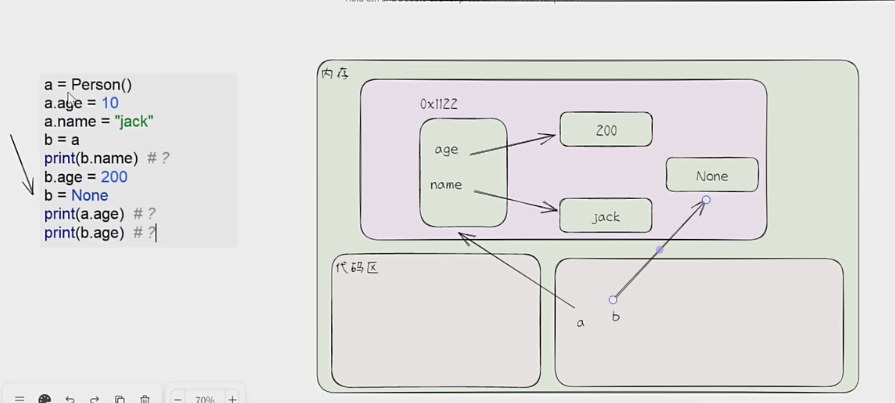 a = Person()
a.age = 10
a.name = "jack"
b = a
print(b.name) # ?
b.age = 200
b = None
print(a.age) # ?
print(b.age) # ?
内存
0x1122
age
name
200
None
jack
代码区
a
b
70%